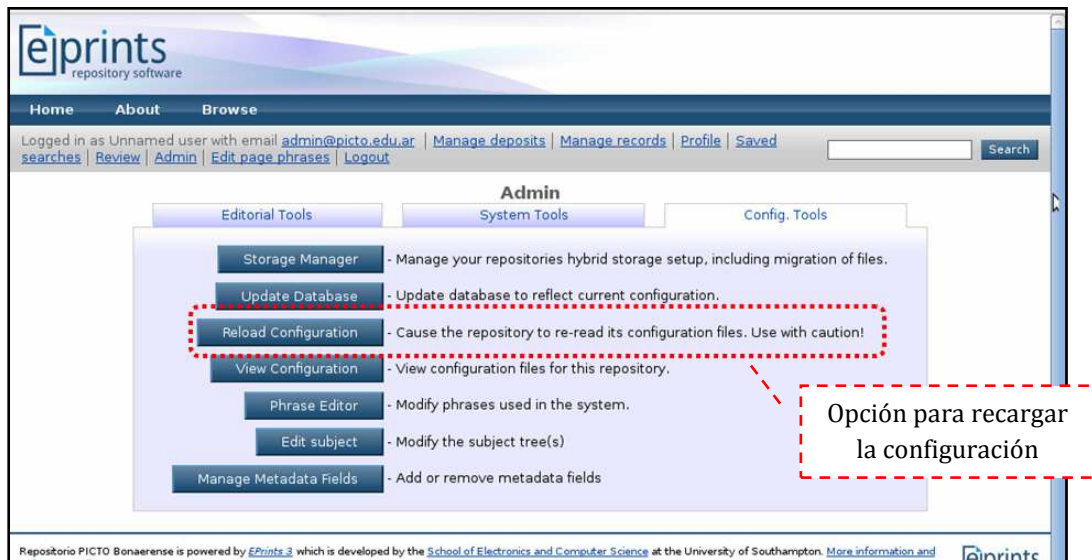 eprints
repository software
Home About Browse
Logged in as Unnamed user with email admin@picto.edu.ar | Manage deposits | Manage records | Profile | Saved
searches | Review | Admin | Edit page phrases | Logout
Search
Admin
Editorial Tools System Tools Config. Tools
Storage Manager - Manage your repositories hybrid storage setup, including migration of files.
Update Database - Update database to reflect current configuration.
Reload Configuration - Cause the repository to re-read its configuration files. Use with caution!
View Configuration - View configuration files for this repository.
Phrase Editor - Modify phrases used in the system.
Edit subject - Modify the subject tree(s)
Manage Metadata Fields - Add or remove metadata fields
Opción para recargar
la configuración
Repositorio PICTO Bonaerense is powered by EPrints 3 which is developed by the School of Electronics and Computer Science at the University of Southampton. More information and
eprints